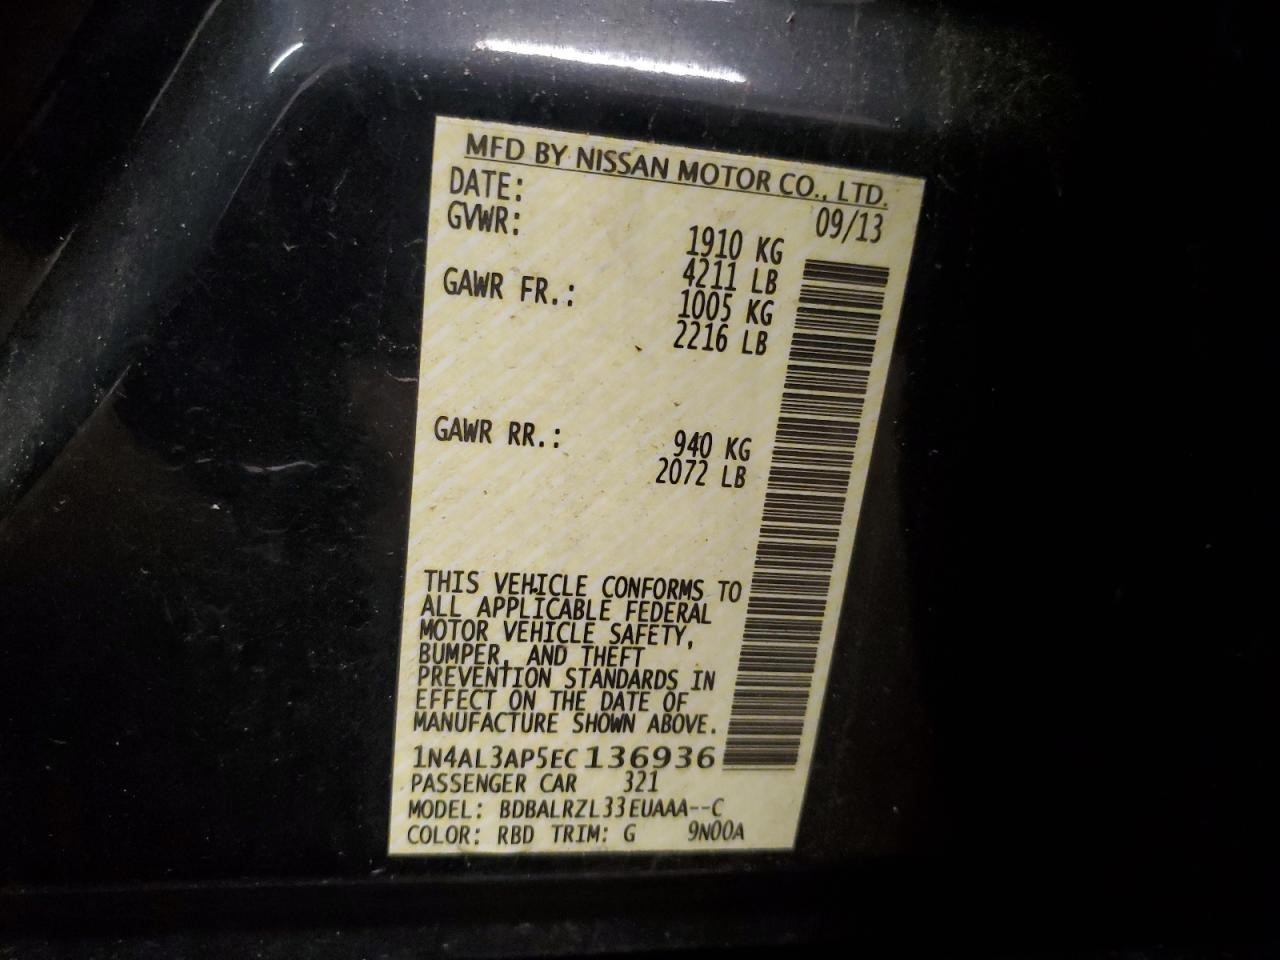 MFD BY NISSAN MOTOR CO., LTD.
DATE: 09/13
GVWR: 1910 KG
4211 LB
GAWR FR.: 1005 KG
2216 LB
GAWR RR.: 940 KG
2072 LB
THIS VEHICLE CONFORMS TO
ALL APPLICABLE FEDERAL
MOTOR VEHICLE SAFETY,
BUMPER, AND THEFT
PREVENTION STANDARDS IN
EFFECT ON THE DATE OF
MANUFACTURE SHOWN ABOVE.
1N4AL3AP5EC136936
PASSENGER CAR 321
MODEL: BDBALRZL33EUAAA--C
COLOR: RBD TRIM: G 9N00A